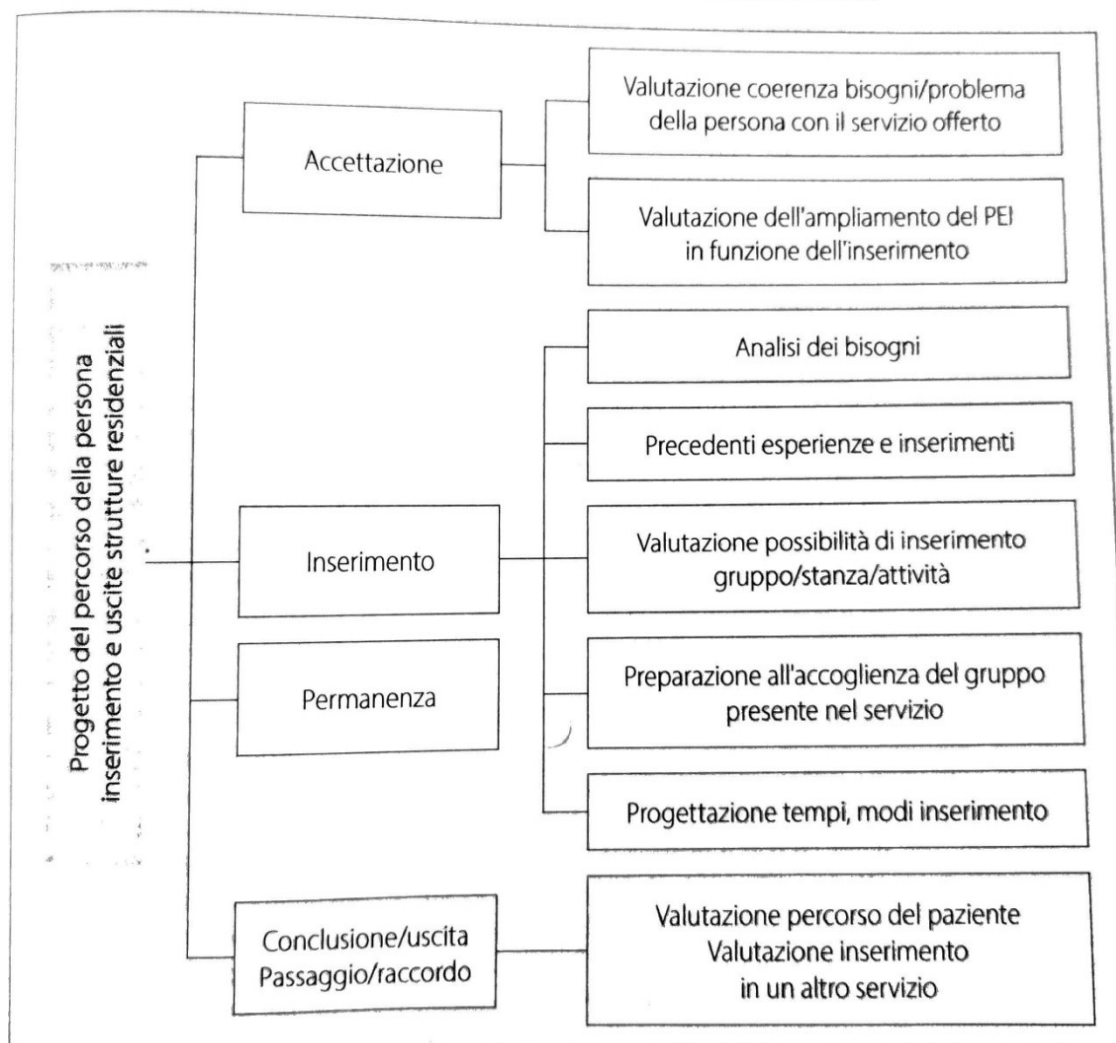 Progetto del percorso della persona
inserimento e uscite strutture residenziali
Accettazione
Valutazione coerenza bisogni/problema
della persona con il servizio offerto
Valutazione dell'ampliamento del PEI
in funzione dell'inserimento
Inserimento
Analisi dei bisogni
Precedenti esperienze e inserimenti
Valutazione possibilità di inserimento
gruppo/stanza/attività
Preparazione all'accoglienza del gruppo
presente nel servizio
Progettazione tempi, modi inserimento
Permanenza
Conclusione/uscita
Passaggio/raccordo
Valutazione percorso del paziente
Valutazione inserimento
in un altro servizio